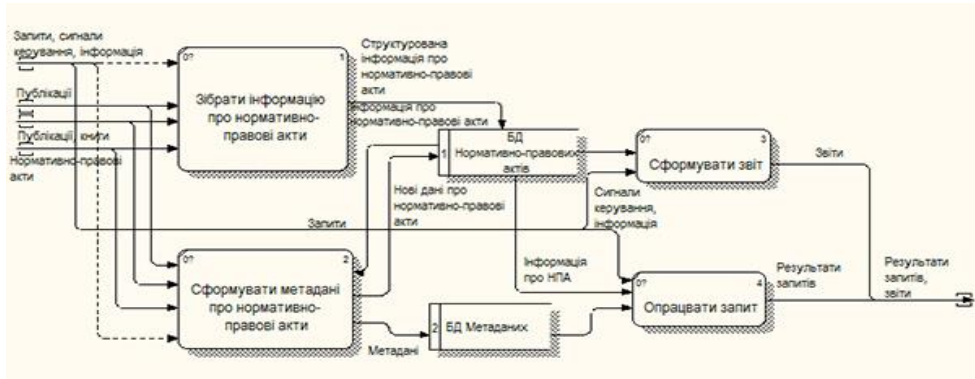 Запити, сигнали
керування, інформація
Публікації
Публікації, книги
Нормативно-правові
акти
0?
1
Зібрати інформацію
про нормативно-
правові акти
Структурована
інформація про
нормативно-правові
акти
Інформація про
нормативно-правові акти
1
БД
Нормативно-правових
актів
0?
3
Сформувати звіт
Звіти
Нові дані про
нормативно-правові
акти
Сигнали
керування,
інформація
Запити
0?
2
Сформувати метадані
про нормативно-
правові акти
Метадані
2
БД Метаданих
Інформація
про НПА
0?
4
Опрацвати запит
Результати
запитів
Результати
запитів,
звіти